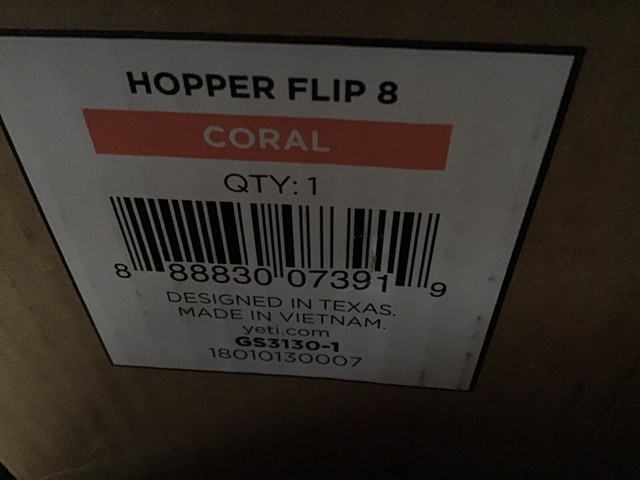 HOPPER FLIP 8
CORAL
QTY: 1
8 88830 07391 9
DESIGNED IN TEXAS.
MADE IN VIETNAM.
yeti.com
GS3130-1
18010130007